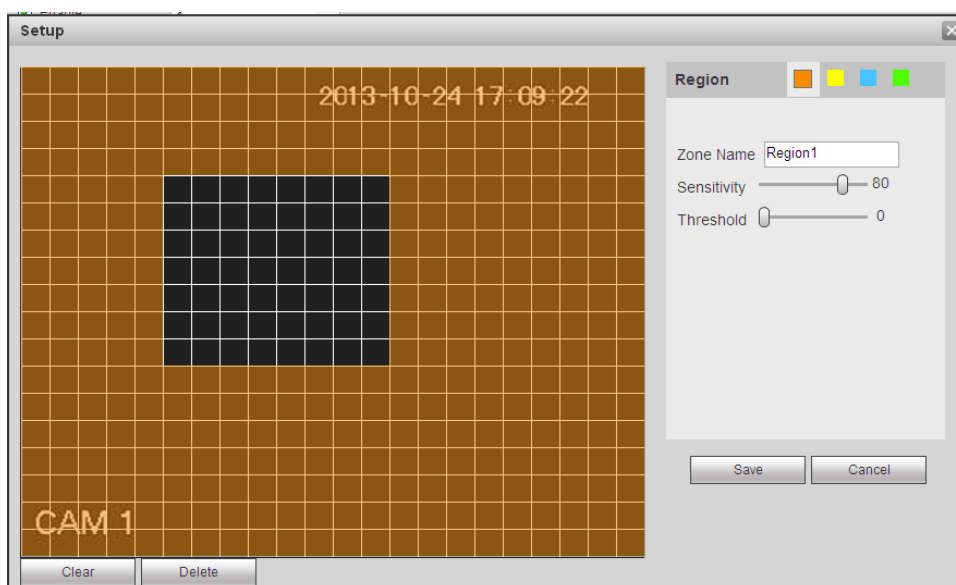 Setup
2013-10-24 17:09:22
Region
Zone Name Region1
Sensitivity 80
Threshold 0
Save Cancel
CAM 1
Clear Delete